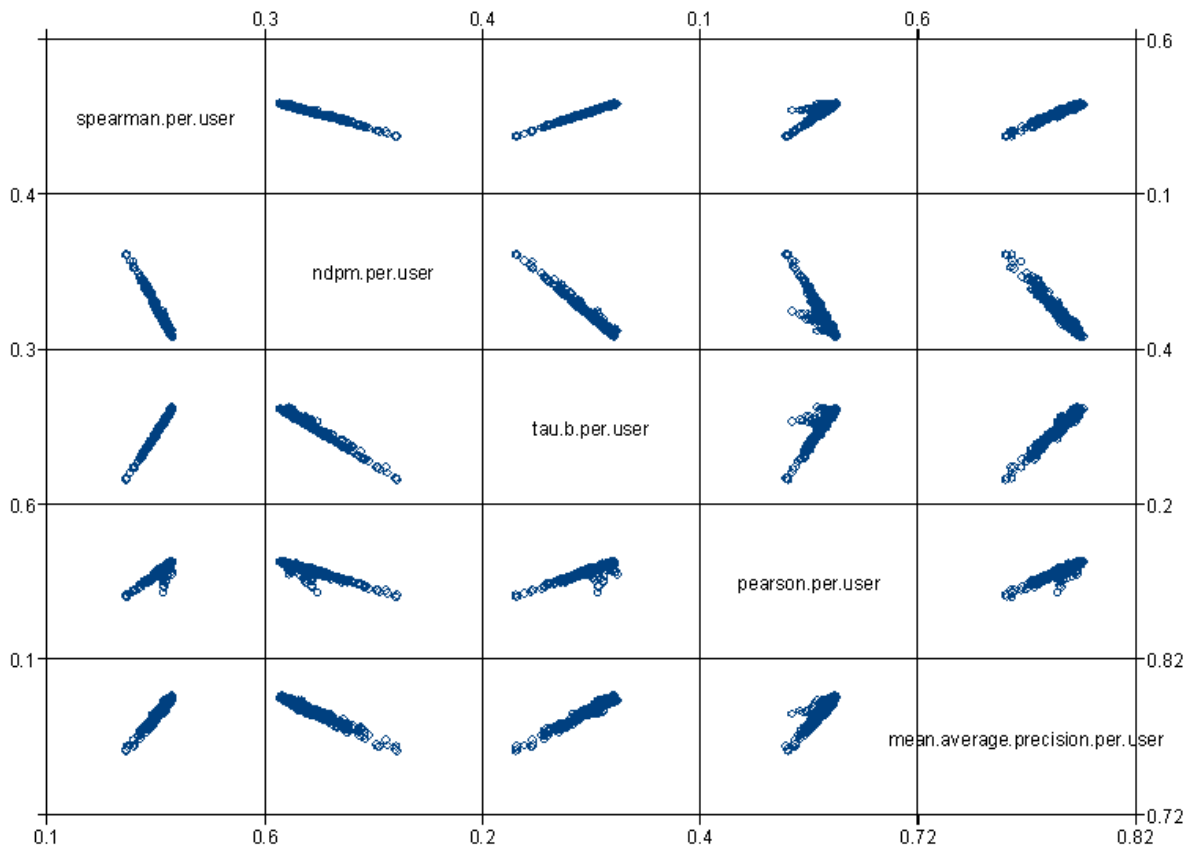 0.3 0.4 0.1 0.6
0.6
spearman.per.user
0.4 0.1
ndpm.per.user
0.3 0.4
tau.b.per.user
0.6 0.2
pearson.per.user
0.1 0.82
mean.average.precision.per.user
0.72
0.1 0.6 0.2 0.4 0.72 0.82